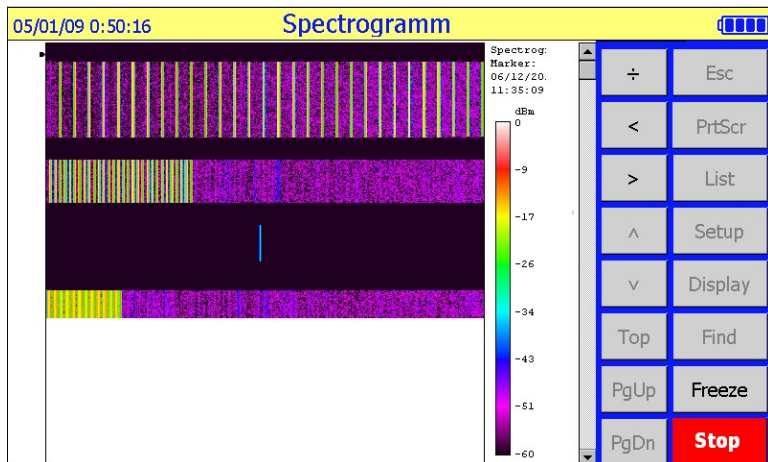 05/01/09 0:50:16
Spectrogramm
Spectrog:
Marker:
06/12/20.
11:35:09
dBm
0
-9
-17
-26
-34
-43
-51
-60
÷ Esc
< PrtScr
> List
^ Setup
v Display
Top Find
PgUp Freeze
PgDn Stop